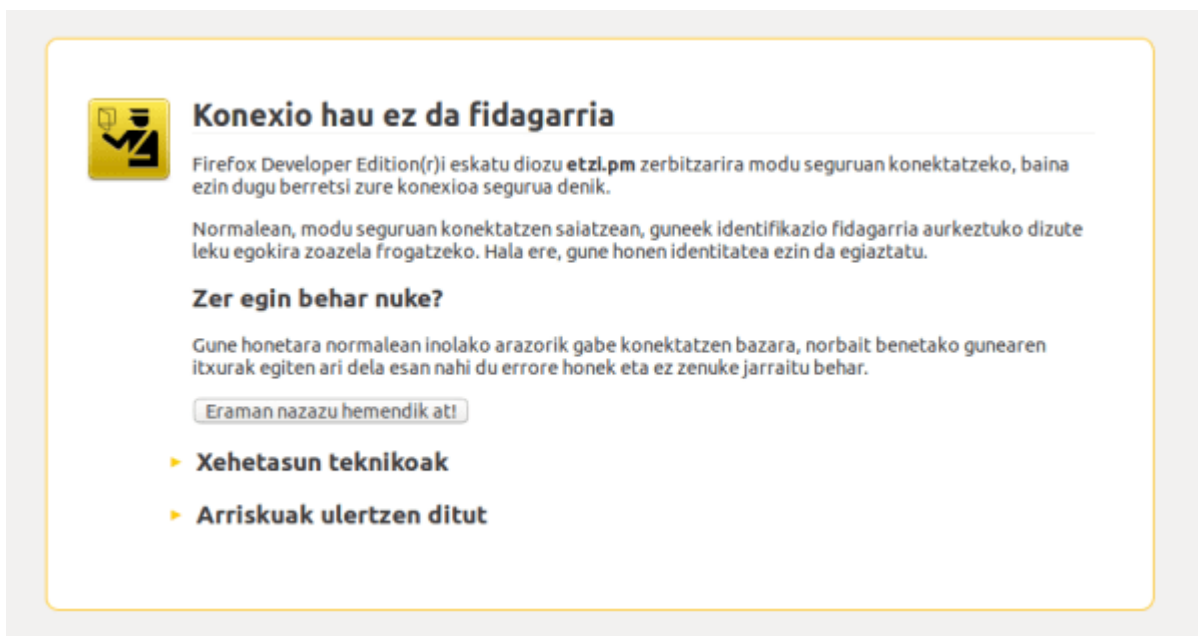 Konexio hau ez da fidagarria
Firefox Developer Edition(r)i eskatu diozu etzi.pm zerbitzarira modu seguruan konektatzeko, baina
ezin dugu berretsi zure konexioa segurua denik.
Normalean, modu seguruan konektatzen saiatzean, guneek identifikazio fidagarria aurkeztuko dizute
leku egokira zoazela frogatzeko. Hala ere, gune honen identitatea ezin da egiaztatu.
Zer egin behar nuke?
Gune honetara normalean inolako arazorik gabe konektatzen bazara, norbait benetako gunearen
itxurak egiten ari dela esan nahi du errore honek eta ez zenuke jarraitu behar.
Eraman nazazu hemendik at!
Xehetasun teknikoak
Arriskuak ulertzen ditut